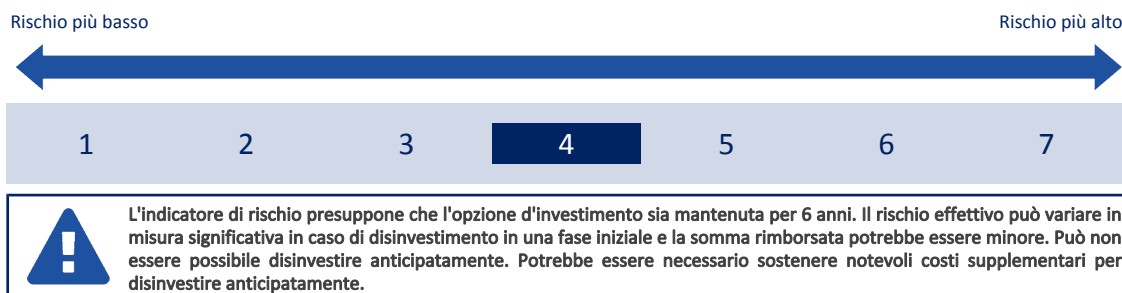 Rischio più basso Rischio più alto
1 2 3 4 5 6 7
L'indicatore di rischio presuppone che l'opzione d'investimento sia mantenuta per 6 anni. Il rischio effettivo può variare in
misura significativa in caso di disinvestimento in una fase iniziale e la somma rimborsata potrebbe essere minore. Può non
essere possibile disinvestire anticipatamente. Potrebbe essere necessario sostenere notevoli costi supplementari per
disinvestire anticipatamente.